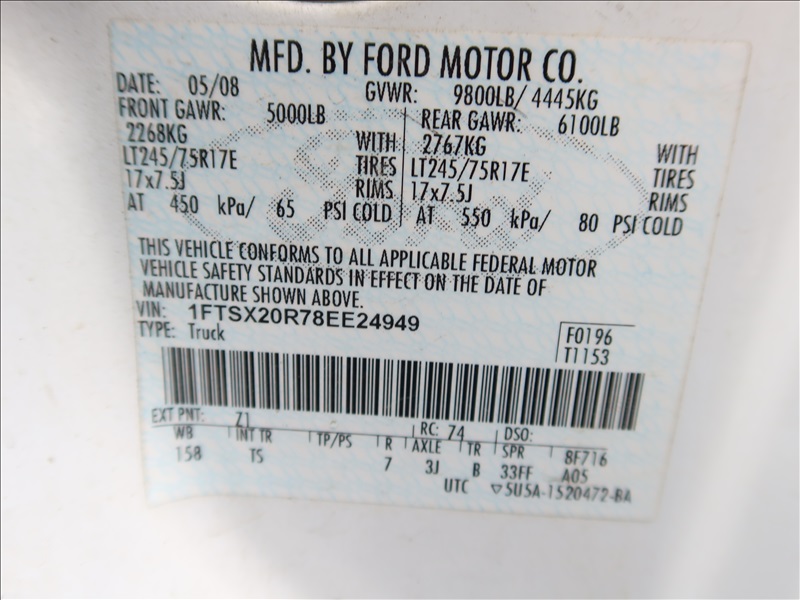 MFD. BY FORD MOTOR CO.
DATE: 05/08 GVWR: 9800LB/ 4445KG
FRONT GAWR: 5000LB REAR GAWR: 6100LB
2268KG WITH 2767KG WITH
LT245/75R17E TIRES LT245/75R17E TIRES
17x7.5J RIMS 17x7.5J RIMS
AT 450 kPa/ 65 PSI COLD AT 550 kPa/ 80 PSI COLD
THIS VEHICLE CONFORMS TO ALL APPLICABLE FEDERAL MOTOR
VEHICLE SAFETY STANDARDS IN EFFECT ON THE DATE OF
MANUFACTURE SHOWN ABOVE.
VIN: 1FTSX20R78EE24949
TYPE: Truck
F0196
T1153
EXT PNT: Z1 RC: 74 DSO:
WB INT TR TP/PS R AXLE TR SPR 8F716
158 TS 7 3J B 33FF A05
UTC ▽5U5A-1520472-BA